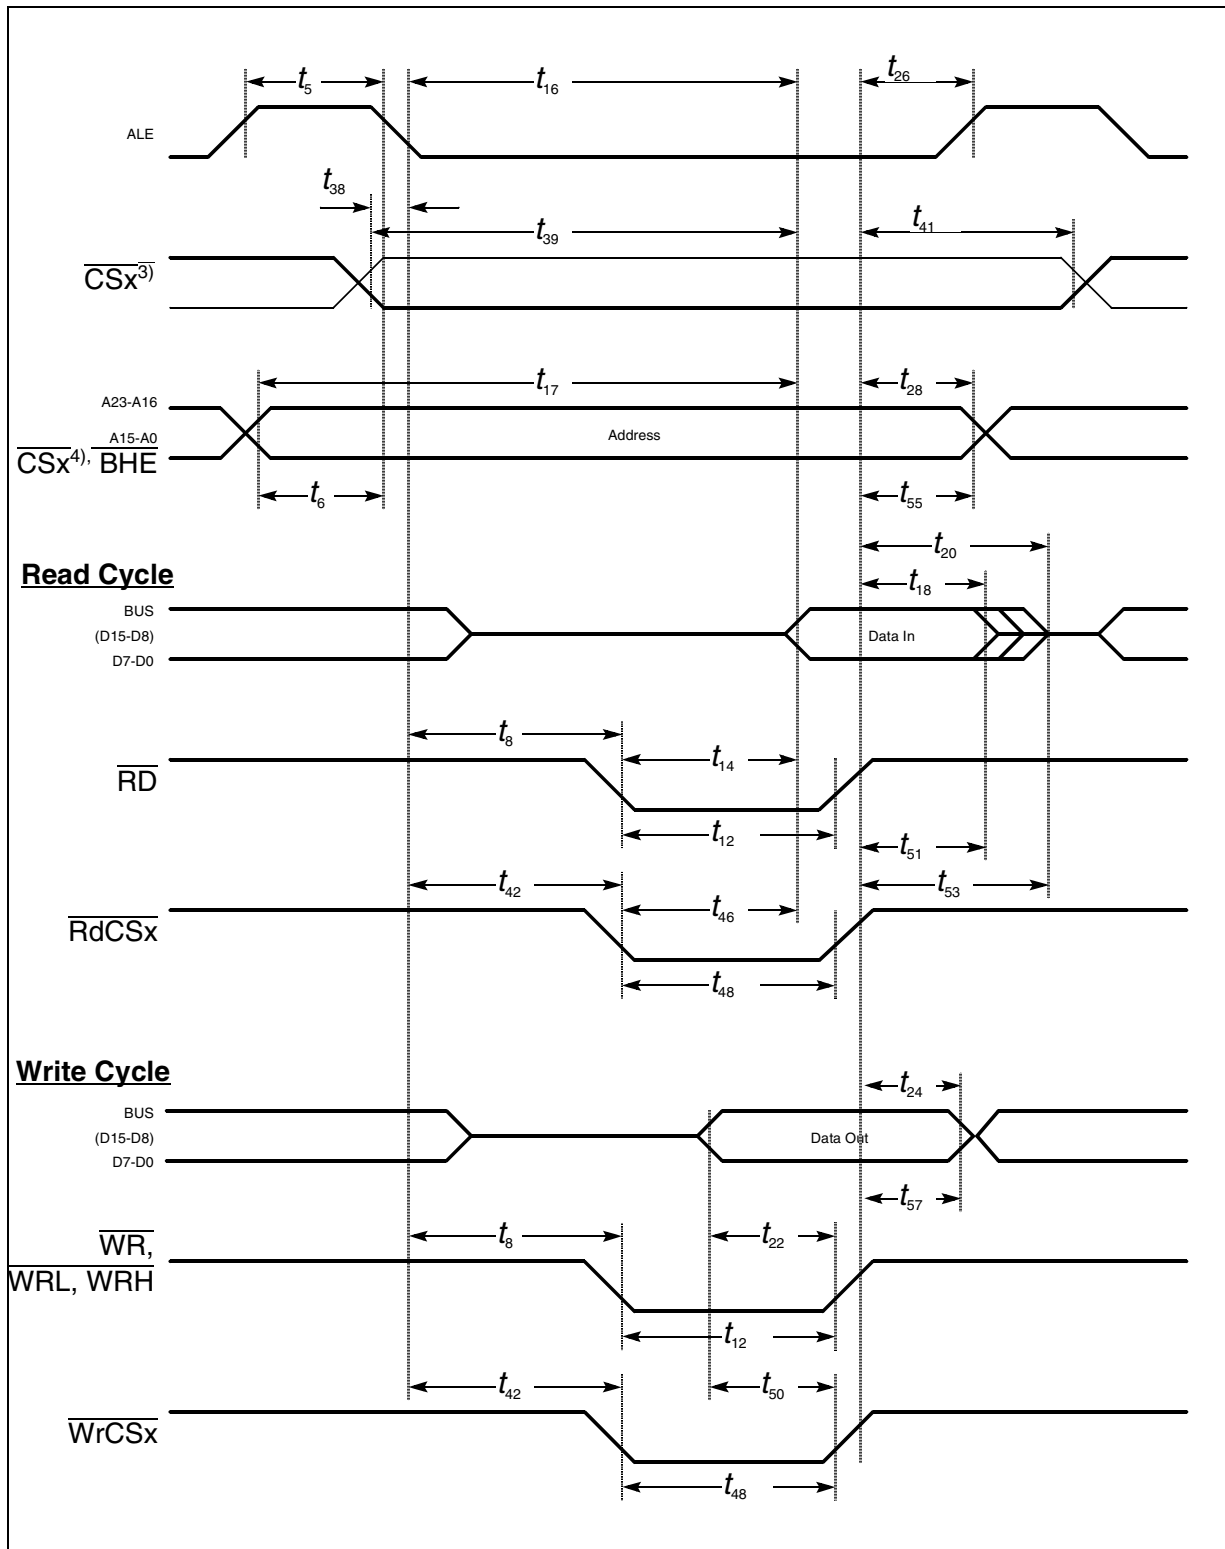 t5 t16 t26
ALE
t38
t39 t41
CSx3)
t17 t28
A23-A16
A15-A0
Address
CSx4), BHE
t6 t55
t20
Read Cycle
t18
BUS
(D15-D8)
Data In
D7-D0
t8
t14
RD
t12
t51
t42
t53
t46
RdCSx
t48
Write Cycle
t24
BUS
(D15-D8)
Data Out
D7-D0
t57
t8
t22
WR,
WRL, WRH
t12
t42
t50
WrCSx
t48